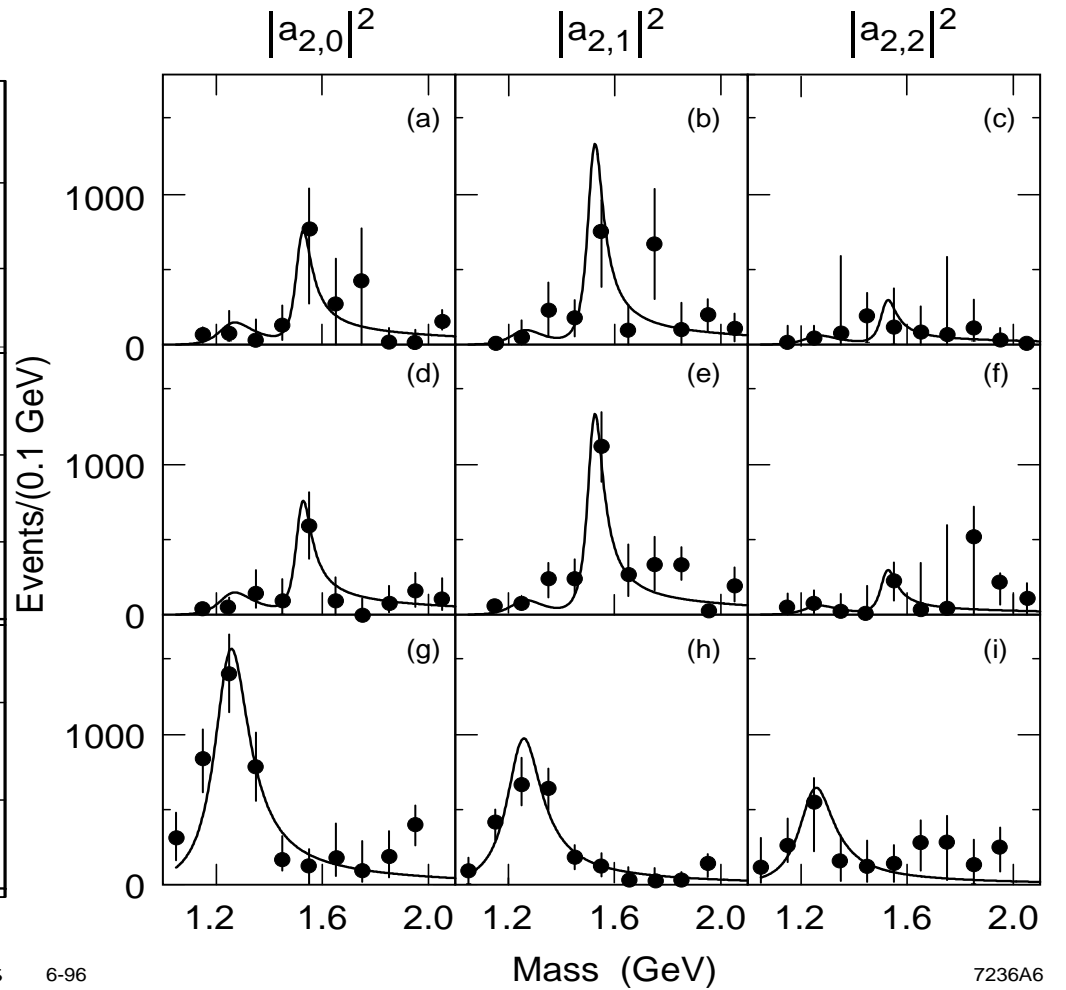 |a2,0|2 |a2,1|2 |a2,2|2
(a) (b) (c)
1000
0
(d) (e) (f)
Events/(0.1 GeV)
1000
0
(g) (h) (i)
1000
0
1.2 1.6 2.0 1.2 1.6 2.0 1.2 1.6 2.0
Mass (GeV)
6-96 7236A6